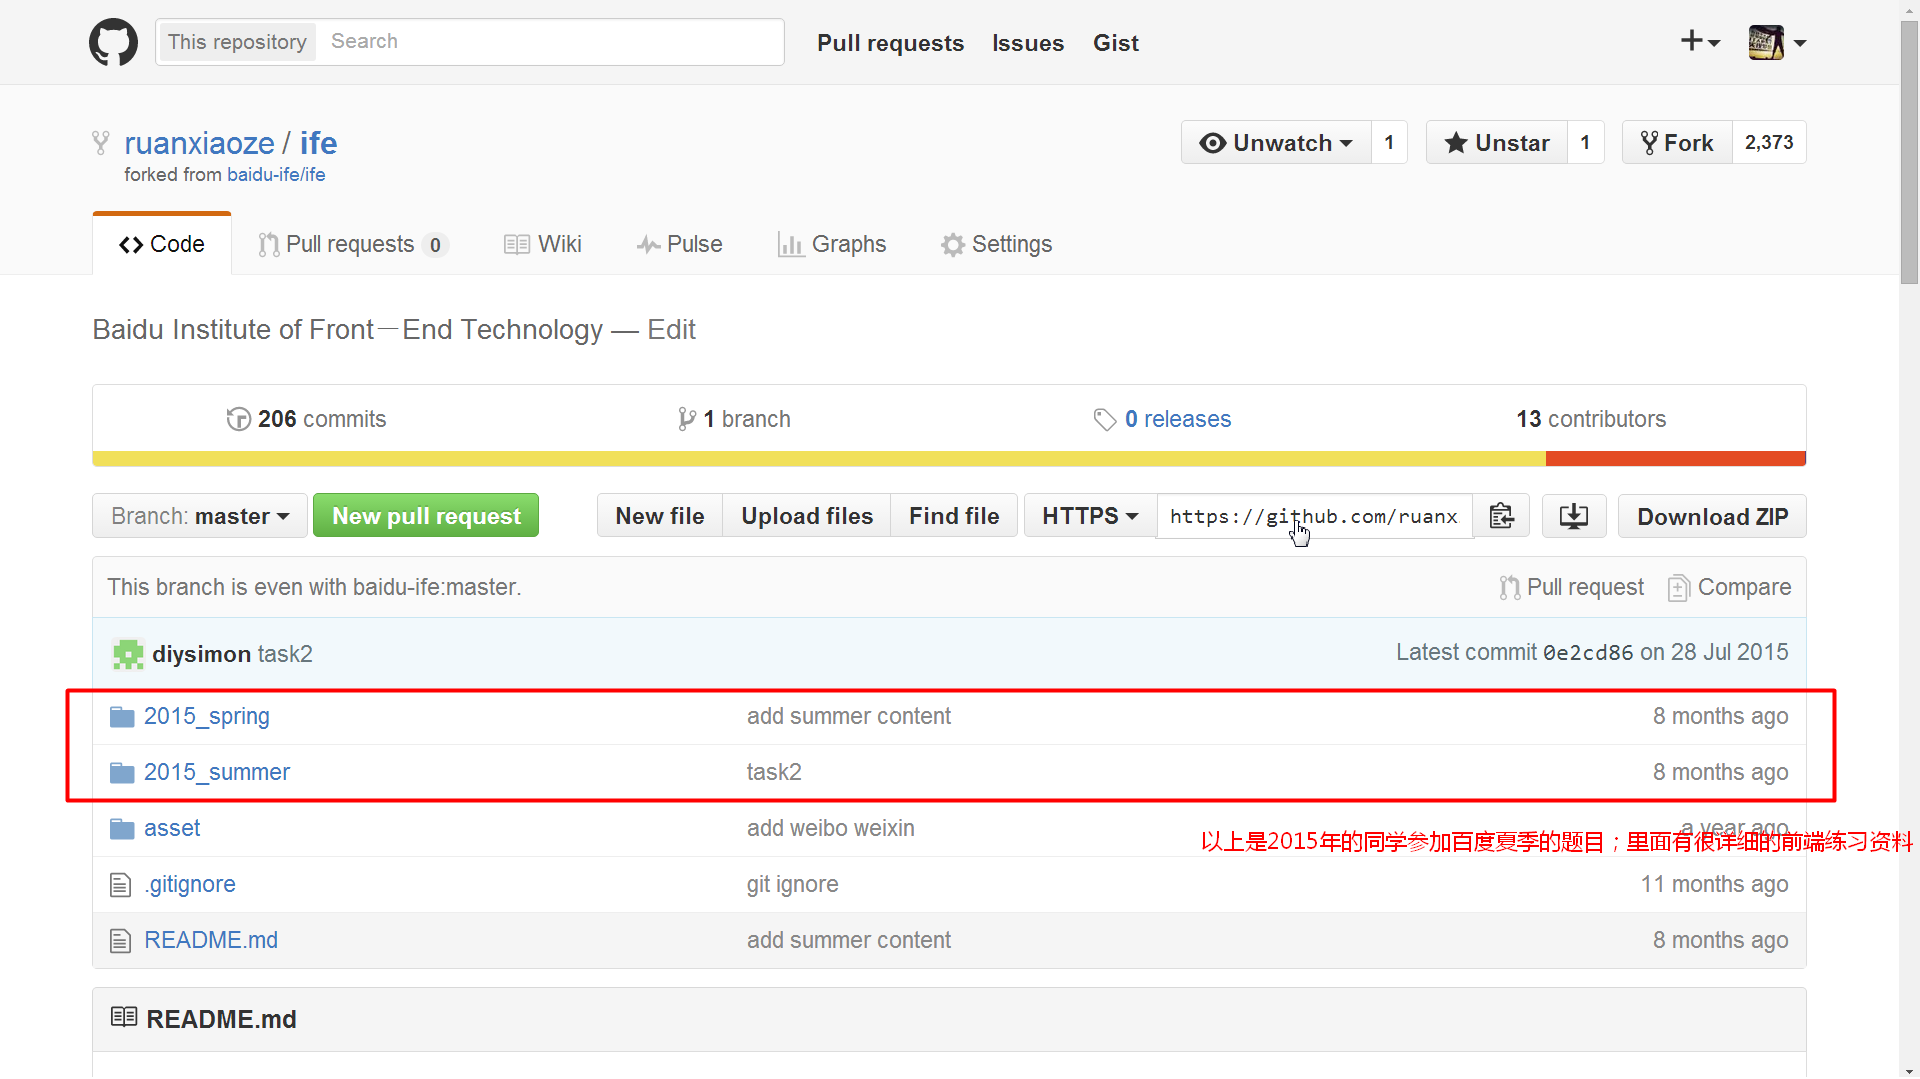 This repository Search Pull requests Issues Gist
ruanxiaoze / ife Unwatch 1 Unstar 1 Fork 2,373
forked from baidu-ife/ife
Code Pull requests 0 Wiki Pulse Graphs Settings
Baidu Institute of Front－End Technology — Edit
206 commits 1 branch 0 releases 13 contributors
Branch: master New pull request New file Upload files Find file HTTPS https://github.com/ruanx Download ZIP
This branch is even with baidu-ife:master. Pull request Compare
diysimon task2 Latest commit 0e2cd86 on 28 Jul 2015
2015_spring add summer content 8 months ago
2015_summer task2 8 months ago
asset add weibo weixin a year ago
以上是2015年的同学参加百度夏季的题目；里面有很详细的前端练习资料
.gitignore git ignore 11 months ago
README.md add summer content 8 months ago
README.md